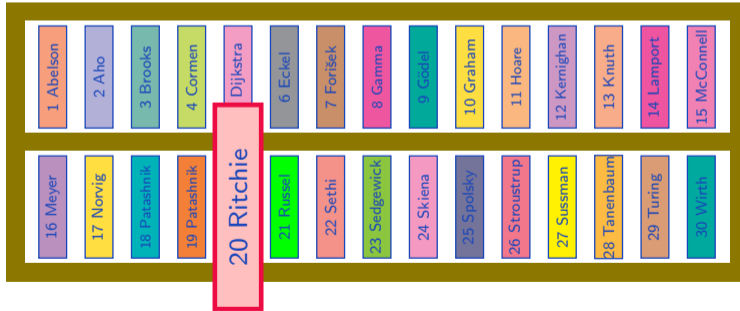 1 Abelson
2 Aho
3 Brooks
4 Cormen
Dijkstra
6 Eckel
7 Forišek
8 Gamma
9 Gödel
10 Graham
11 Hoare
12 Kernighan
13 Knuth
14 Lamport
15 McConnell
16 Meyer
17 Norvig
18 Patashnik
19 Patashnik
20 Ritchie
21 Russel
22 Sethi
23 Sedgewick
24 Skiena
25 Spolsky
26 Stroustrup
27 Sussman
28 Tanenbaum
29 Turing
30 Wirth